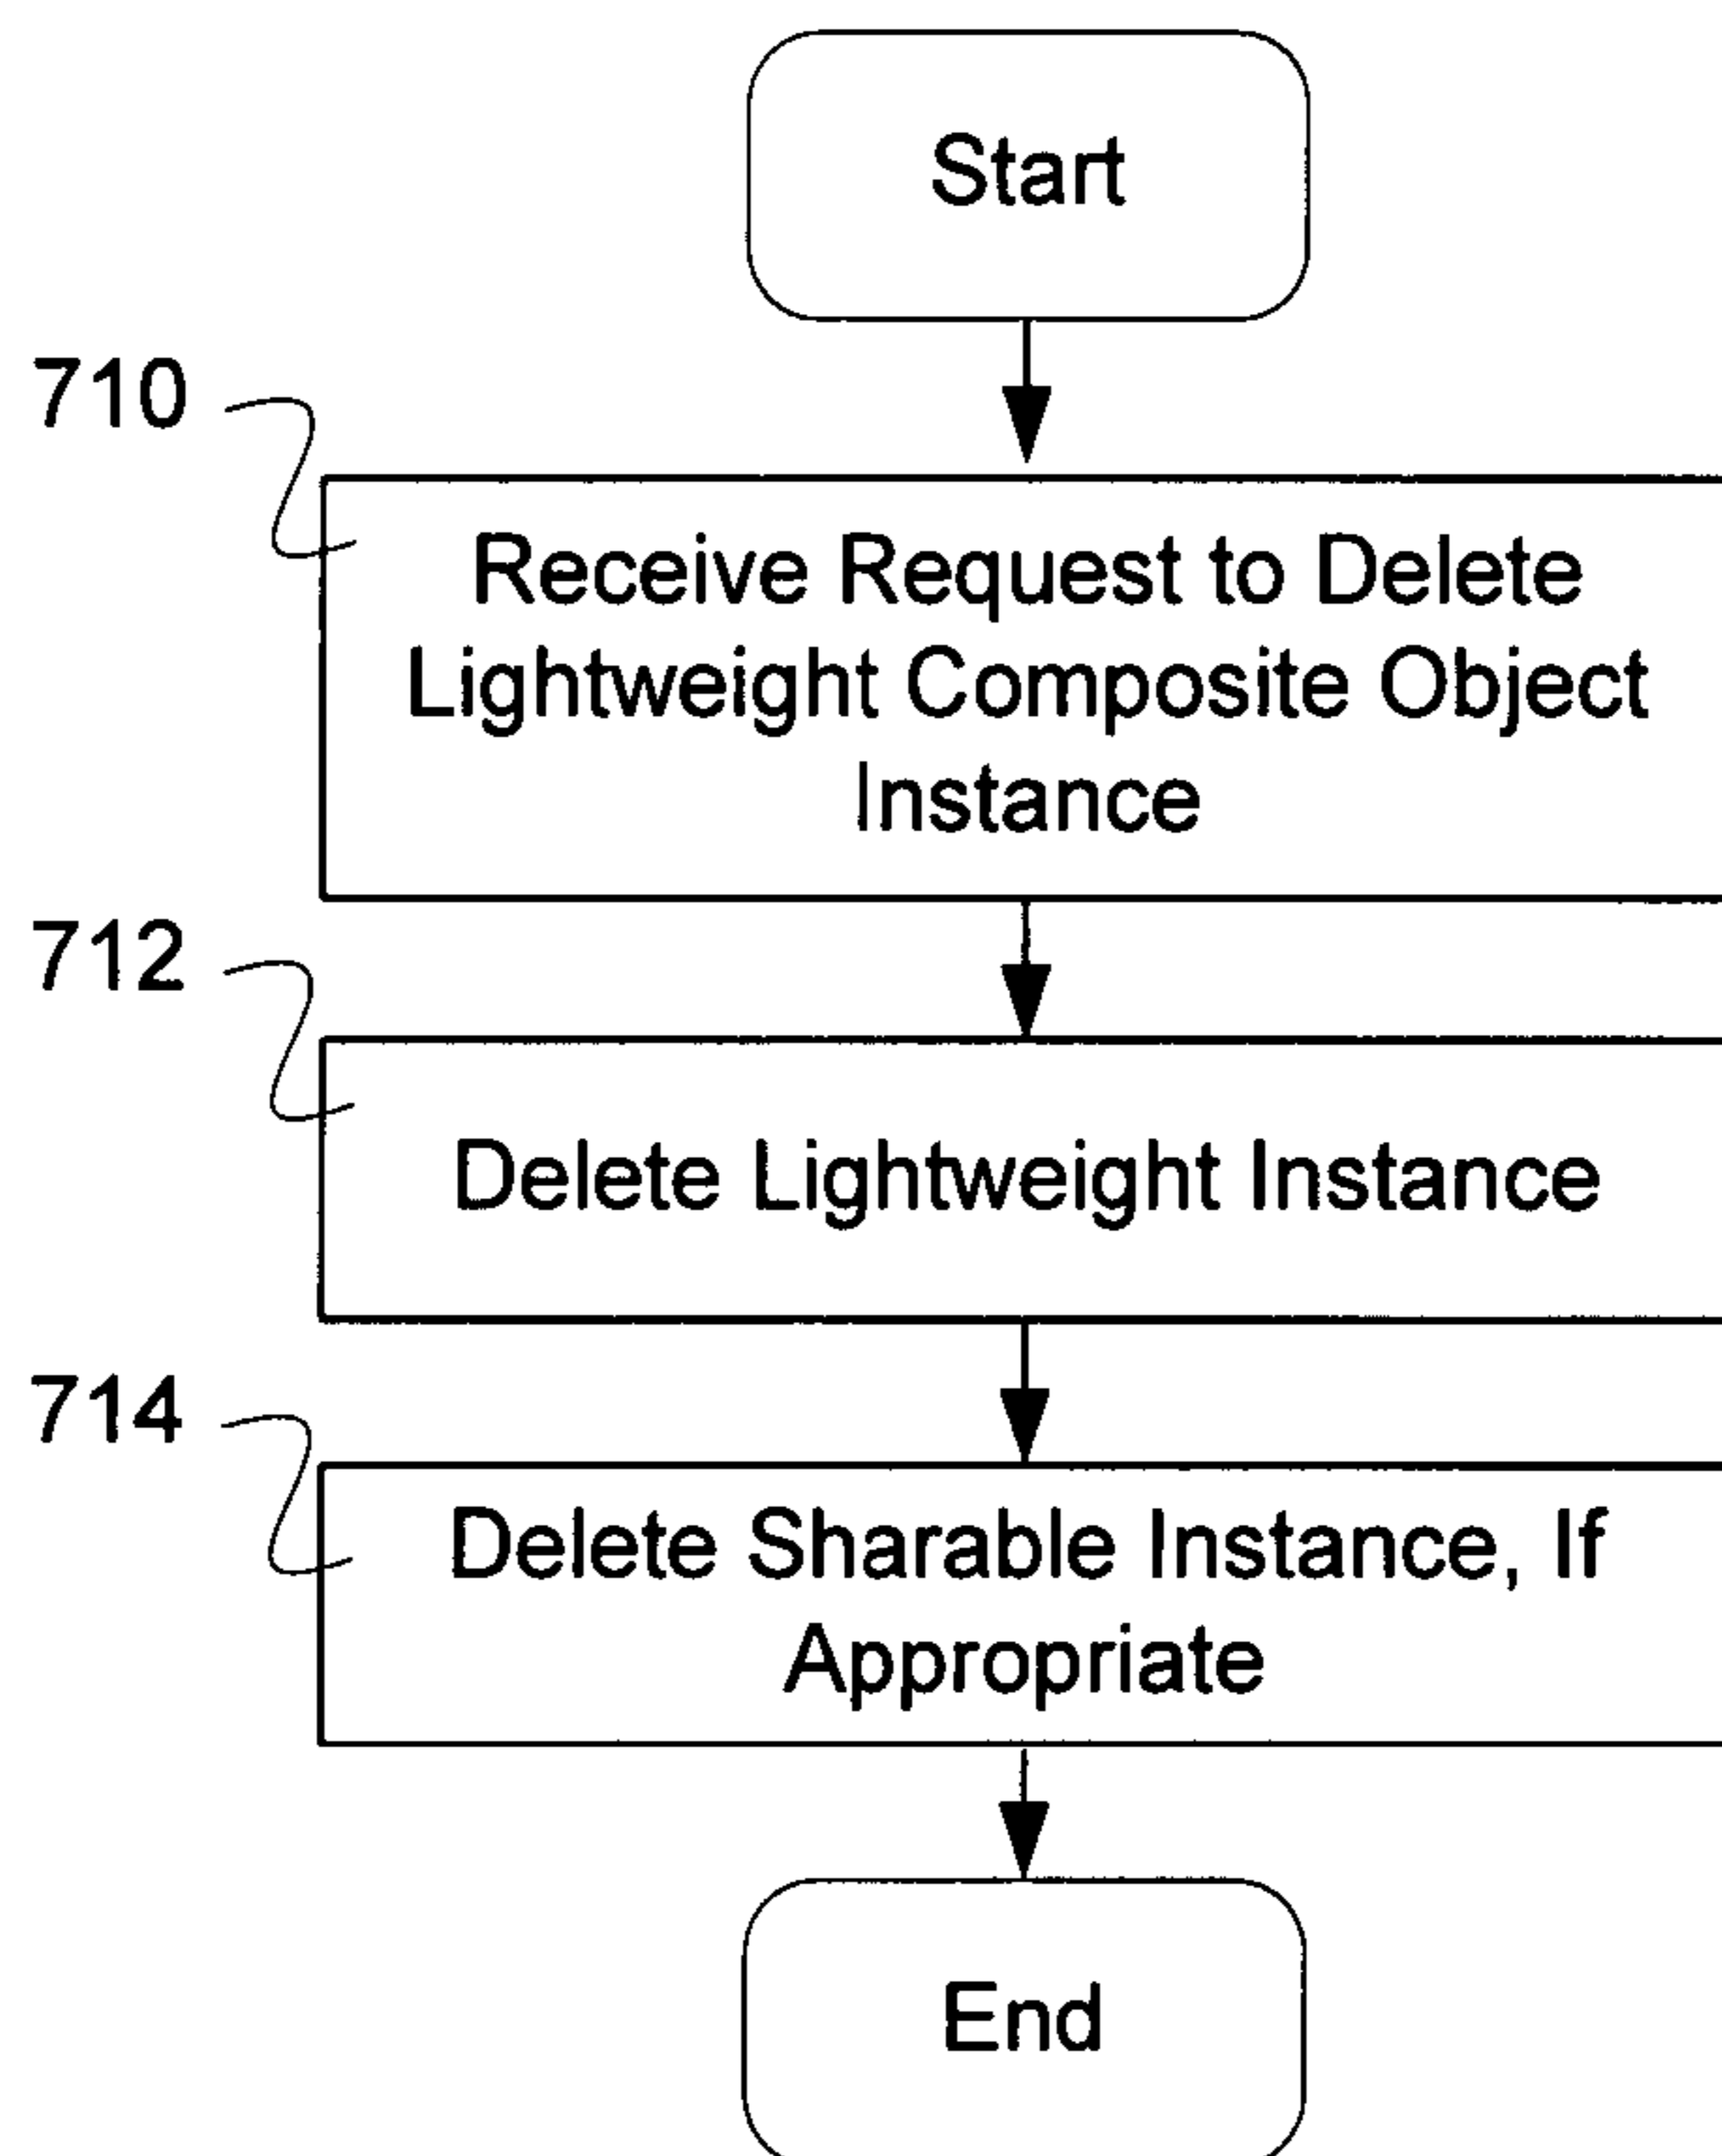 Start
710
Receive Request to Delete
Lightweight Composite Object
Instance
712
Delete Lightweight Instance
714
Delete Sharable Instance, If
Appropriate
End